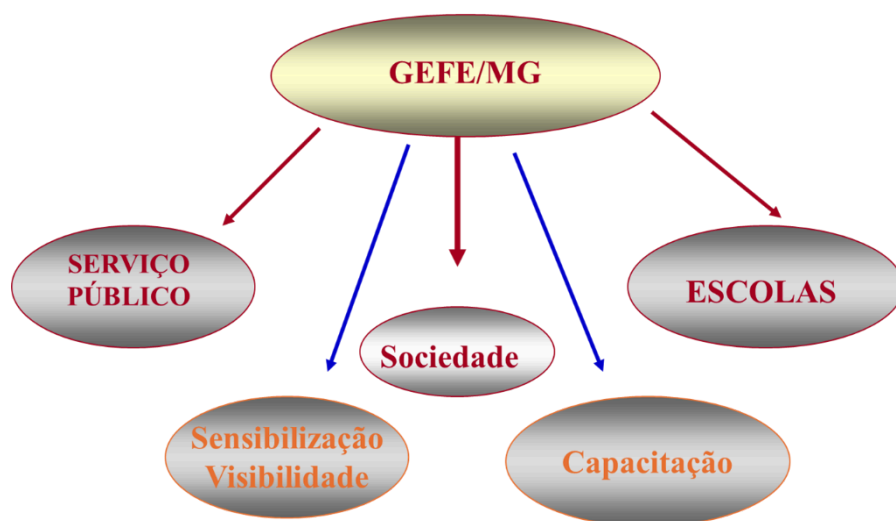 GEFE/MG
SERVIÇO
PÚBLICO
ESCOLAS
Sociedade
Sensibilização
Visibilidade
Capacitação